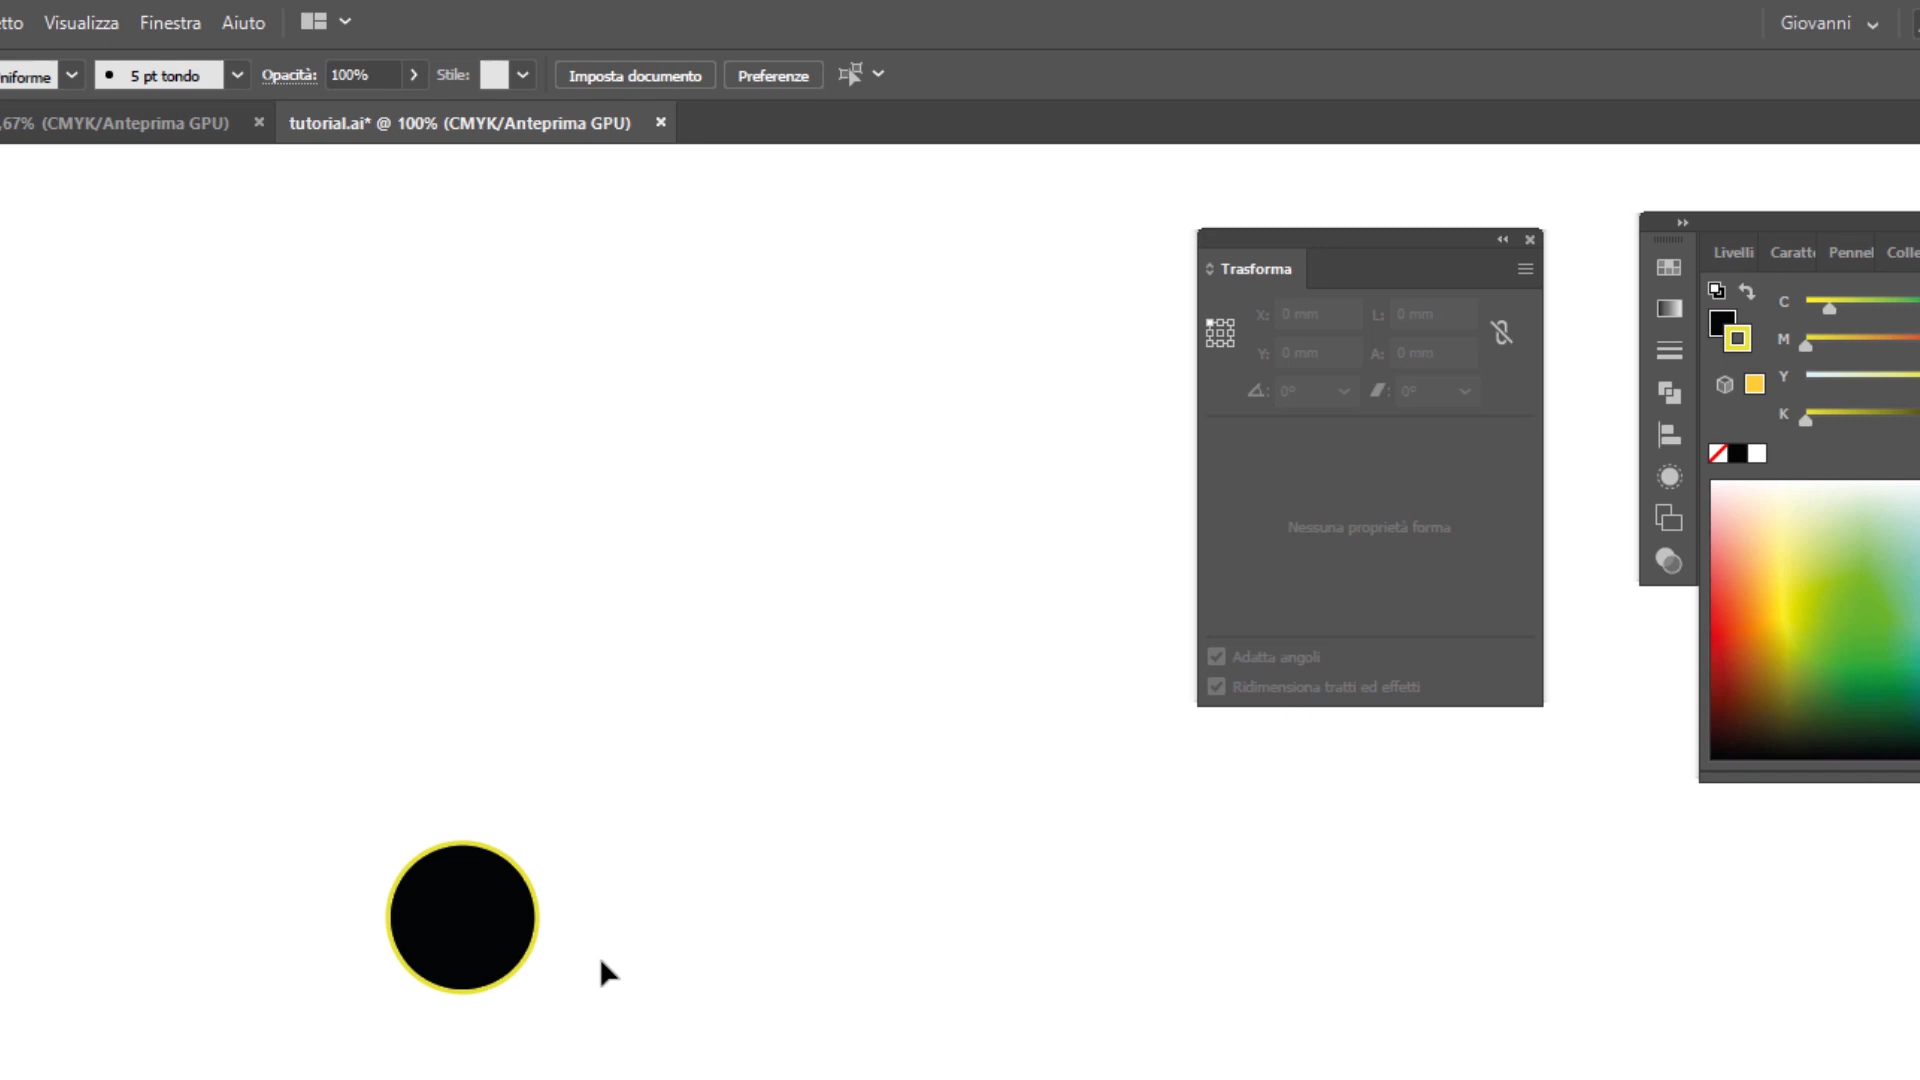 etto Visualizza Finestra Aiuto Giovanni
niforme 5 pt tondo Opacità: 100% Stile: Imposta documento Preferenze
,67% (CMYK/Anteprima GPU) × tutorial.ai* @ 100% (CMYK/Anteprima GPU) ×
Trasforma
X: 0 mm L: 0 mm
Y: 0 mm A: 0 mm
0° 0°
Nessuna proprietà forma
Adatta angoli
Ridimensiona tratti ed effetti
Livelli Caratte Pennel Colle
C
M
Y
K